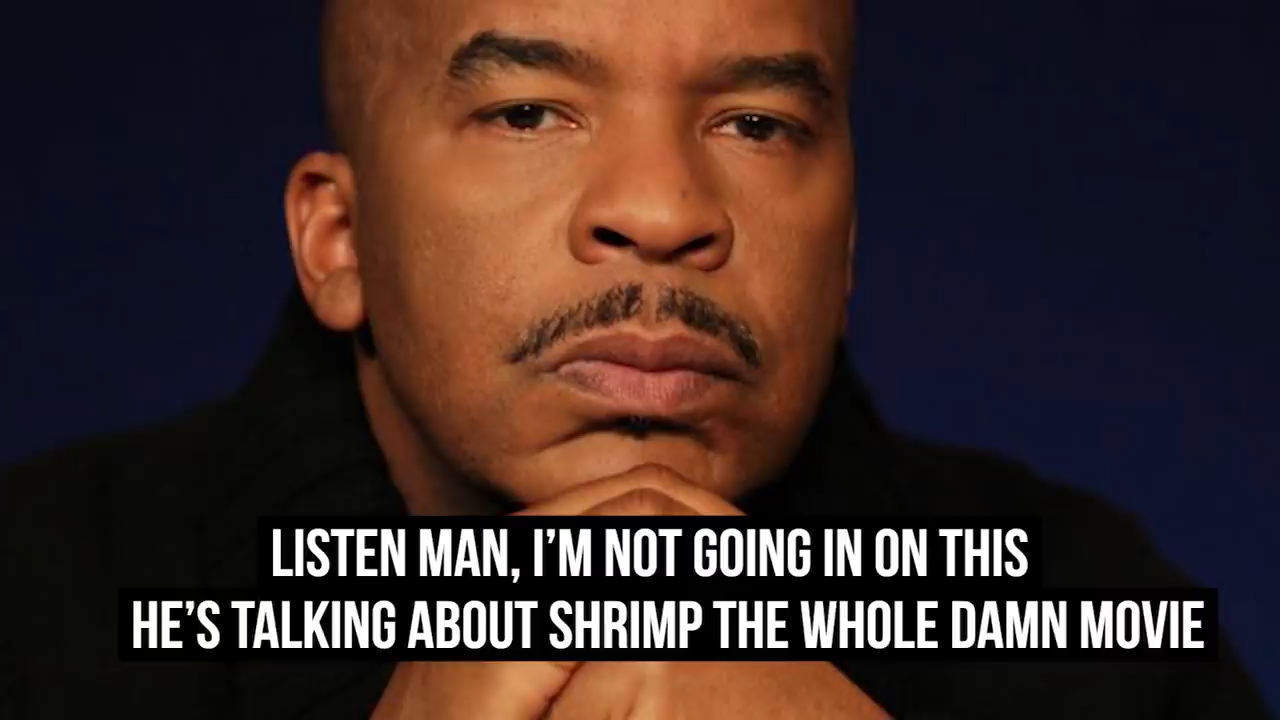 LISTEN MAN, I’M NOT GOING IN ON THIS
HE’S TALKING ABOUT SHRIMP THE WHOLE DAMN MOVIE